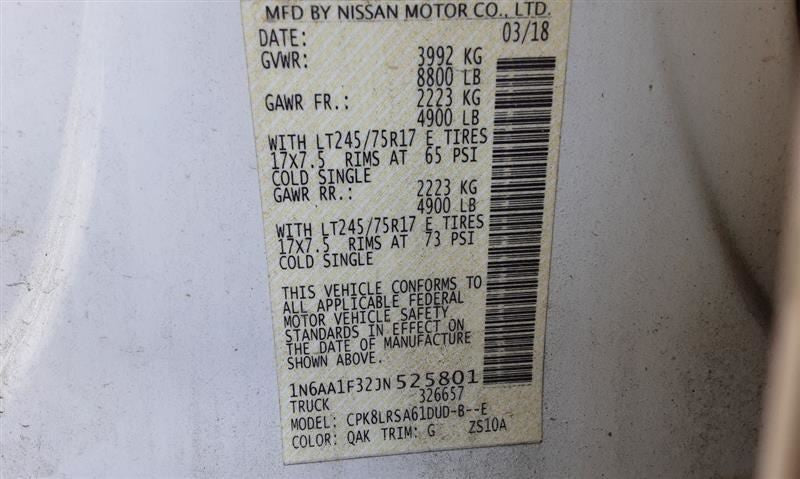 MFD BY NISSAN MOTOR CO., LTD.
DATE: 03/18
GVWR: 3992 KG
8800 LB
GAWR FR.: 2223 KG
4900 LB
WITH LT245/75R17 E TIRES
17X7.5 RIMS AT 65 PSI
COLD SINGLE
GAWR RR.: 2223 KG
4900 LB
WITH LT245/75R17 E TIRES
17X7.5 RIMS AT 73 PSI
COLD SINGLE
THIS VEHICLE CONFORMS TO
ALL APPLICABLE FEDERAL
MOTOR VEHICLE SAFETY
STANDARDS IN EFFECT ON
THE DATE OF MANUFACTURE
SHOWN ABOVE.
1N6AA1F32JN525801
TRUCK 326657
MODEL: CPK8LRSA61DUD-B--E
COLOR: QAK TRIM: G ZS10A